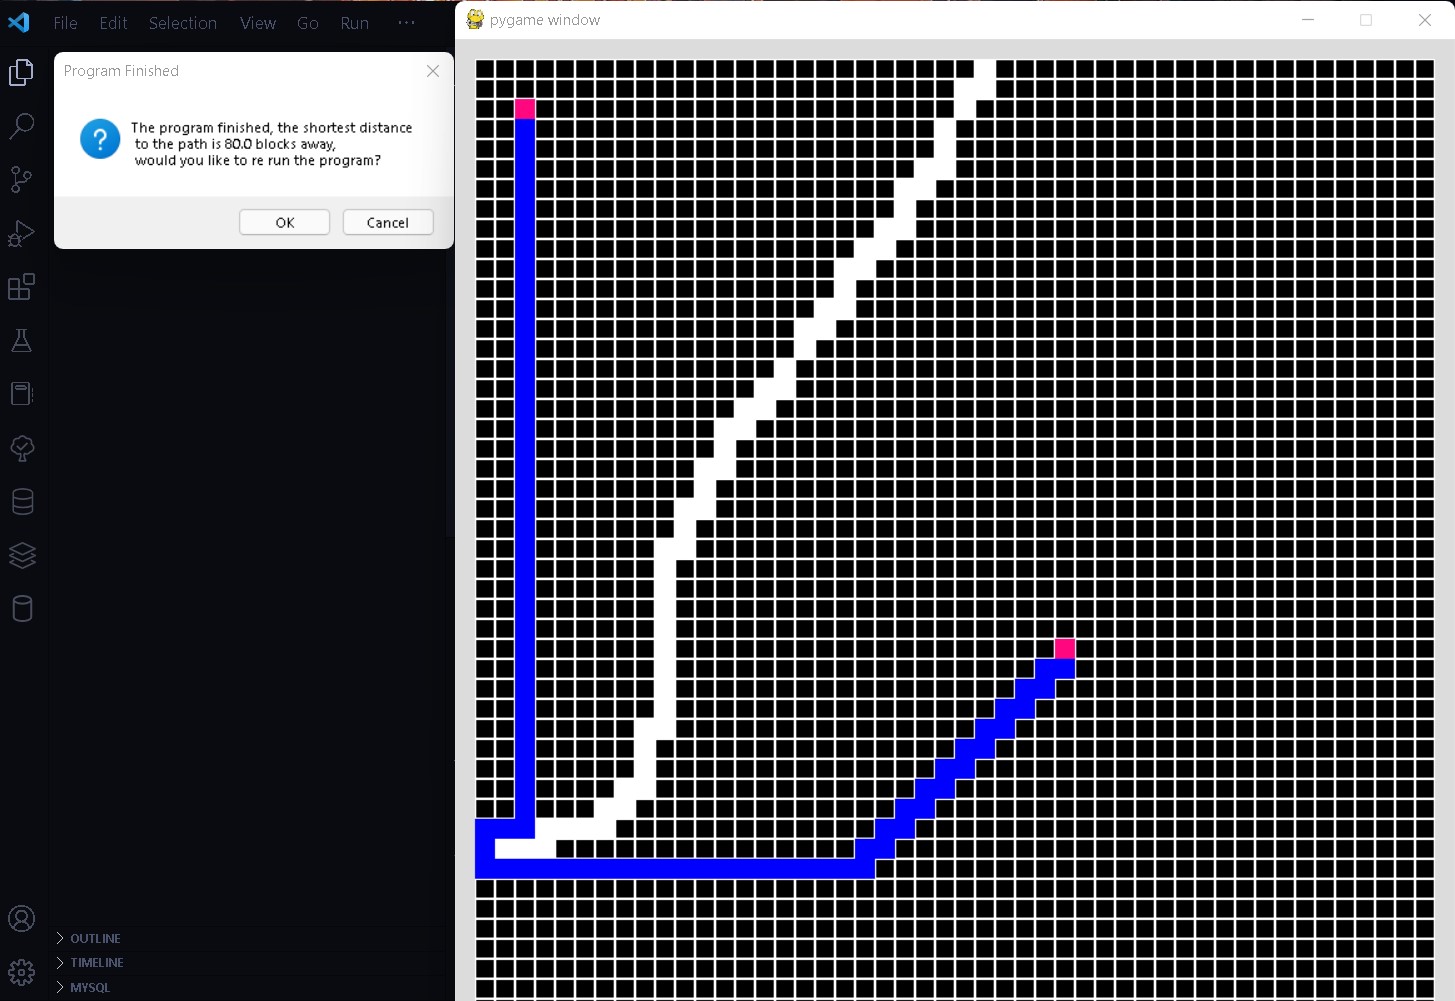 File Edit Selection View Go Run ···
pygame window
Program Finished
The program finished, the shortest distance
to the path is 80.0 blocks away,
would you like to re run the program?
OK Cancel
OUTLINE
TIMELINE
MYSQL